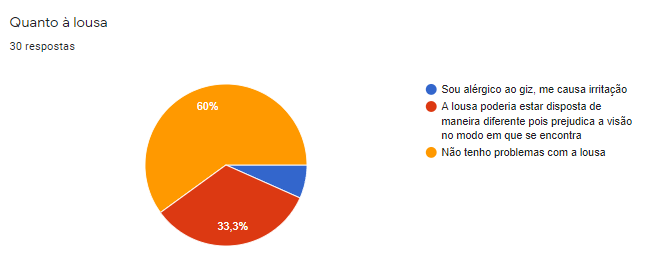 Quanto à lousa
30 respostas
60%
33,3%
Sou alérgico ao giz, me causa irritação
A lousa poderia estar disposta de
maneira diferente pois prejudica a visão
no modo em que se encontra
Não tenho problemas com a lousa